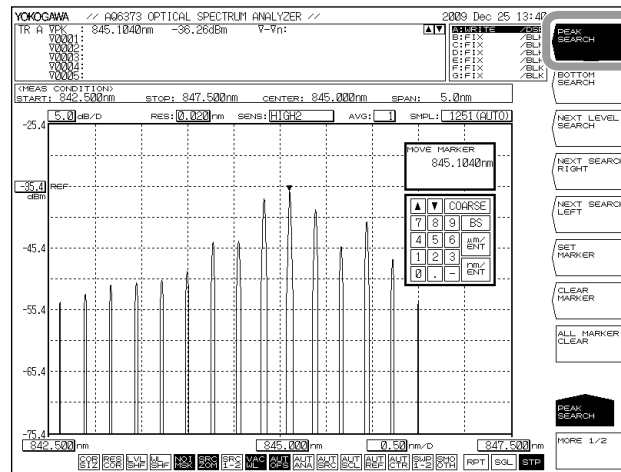 YOKOGAWA // AQ6373 OPTICAL SPECTRUM ANALYZER // 2009 Dec 25 13:40
TR A ∇PK : 845.1040nm -36.26dBm ∇-∇n:
∇0001:
∇0002:
∇0003:
∇0004:
∇0005:
▲▼
A:WRITE /DSP
B:FIX /BLK
C:FIX /BLK
D:FIX /BLK
E:FIX /BLK
F:FIX /BLK
G:FIX /BLK
<MEAS CONDITION>
START: 842.500nm STOP: 847.500nm CENTER: 845.000nm SPAN: 5.0nm
5.0 dB/D RES: 0.020 nm SENS: HIGH2 AVG: 1 SMPL: 1251(AUTO)
-25.4
-35.4 REF
dBm
-45.4
-55.4
-65.4
-75.4
MOVE MARKER
845.1040nm
▲ ▼ COARSE
7 8 9 BS
4 5 6 μm/ENT
1 2 3
0 . - nm/ENT
842.500 nm 845.000 nm 0.50 nm/D 847.500 nm
COR SIZ RES COR LVL SHF WL SHF NOI MSK SRC ZOM SRC 1-2 VAC WL AUT OFS AUT ANA AUT SRC AUT SCL AUT REF AUT CTR SWP 1-2 SMO OTH RPT SGL STP
PEAK SEARCH
BOTTOM SEARCH
NEXT LEVEL SEARCH
NEXT SEARCH RIGHT
NEXT SEARCH LEFT
SET MARKER
CLEAR MARKER
ALL MARKER CLEAR
PEAK SEARCH
MORE 1/2